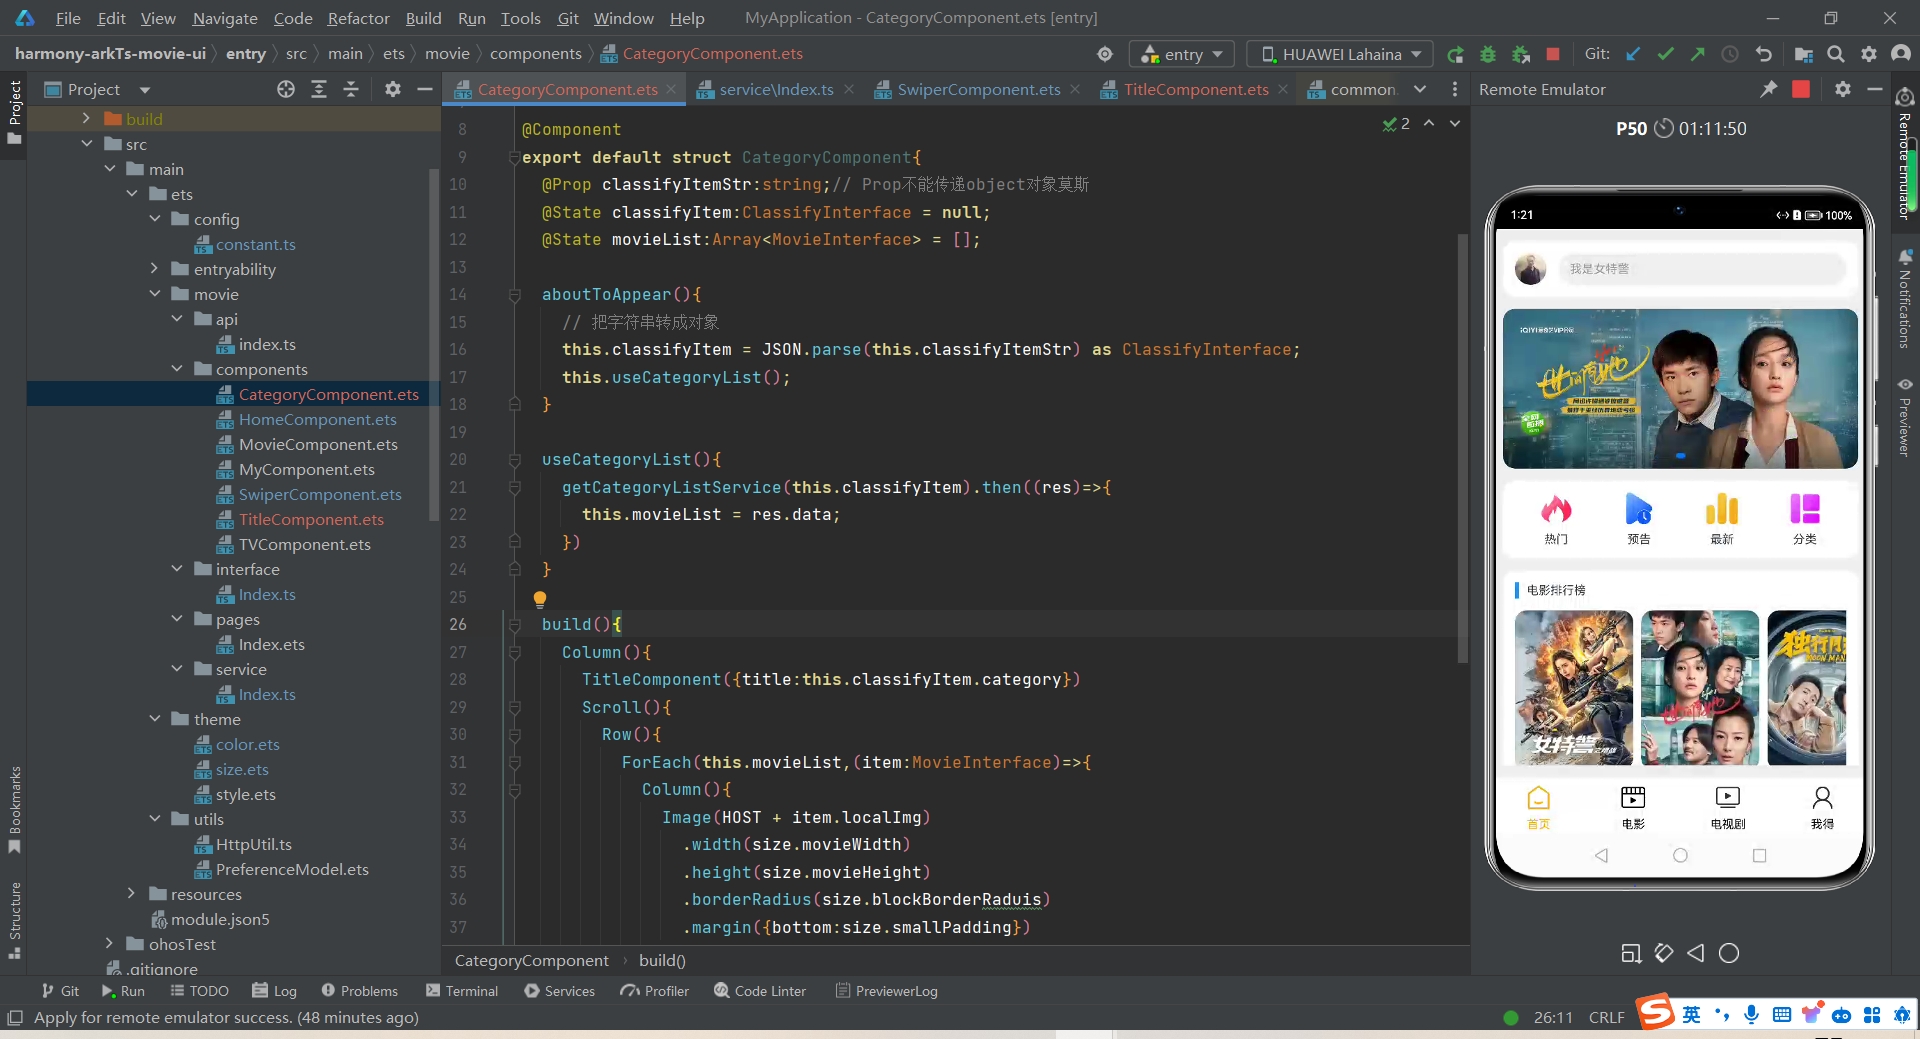 File Edit View Navigate Code Refactor Build Run Tools Git Window Help MyApplication - CategoryComponent.ets [entry]
harmony-arkTs-movie-ui entry src main ets movie components CategoryComponent.ets entry HUAWEI Lahaina Git:
Project
Project
CategoryComponent.ets service\Index.ts SwiperComponent.ets TitleComponent.ets common.
Remote Emulator
build
src
main
ets
config
constant.ts
entryability
movie
api
index.ts
components
CategoryComponent.ets
HomeComponent.ets
MovieComponent.ets
MyComponent.ets
SwiperComponent.ets
TitleComponent.ets
TVComponent.ets
interface
Index.ts
pages
Index.ets
service
Index.ts
theme
color.ets
size.ets
style.ets
utils
HttpUtil.ts
PreferenceModel.ets
resources
module.json5
ohosTest
.gitignore
Bookmarks
Structure
2
8 @Component
9 export default struct CategoryComponent{
10 @Prop classifyItemStr:string;// Prop不能传递object对象莫斯
11 @State classifyItem:ClassifyInterface = null;
12 @State movieList:Array<MovieInterface> = [];
13
14 aboutToAppear(){
15 // 把字符串转成对象
16 this.classifyItem = JSON.parse(this.classifyItemStr) as ClassifyInterface;
17 this.useCategoryList();
18 }
19
20 useCategoryList(){
21 getCategoryListService(this.classifyItem).then((res)=>{
22 this.movieList = res.data;
23 })
24 }
25
26 build(){
27 Column(){
28 TitleComponent({title:this.classifyItem.category})
29 Scroll(){
30 Row(){
31 ForEach(this.movieList,(item:MovieInterface)=>{
32 Column(){
33 Image(HOST + item.localImg)
34 .width(size.movieWidth)
35 .height(size.movieHeight)
36 .borderRadius(size.blockBorderRaduis)
37 .margin({bottom:size.smallPadding})
CategoryComponent build()
P50 01:11:50
1:21 100%
我是女特警
世间有她
热门 预告 最新 分类
电影排行榜
女特警
世间有她
独行月球
MOON MAN
首页 电影 电视剧 我得
Remote Emulator
Notifications
Previewer
Git Run TODO Log Problems Terminal Services Profiler Code Linter PreviewerLog
Apply for remote emulator success. (48 minutes ago) 26:11 CRLF
S 英